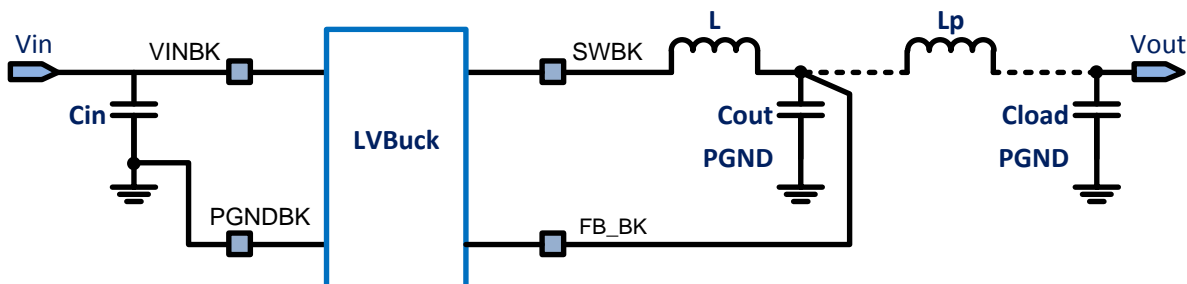 L
Lp
Vin
VINBK
SWBK
Vout
Cin
LVBuck
Cout
PGND
Cload
PGND
PGNDBK
FB_BK